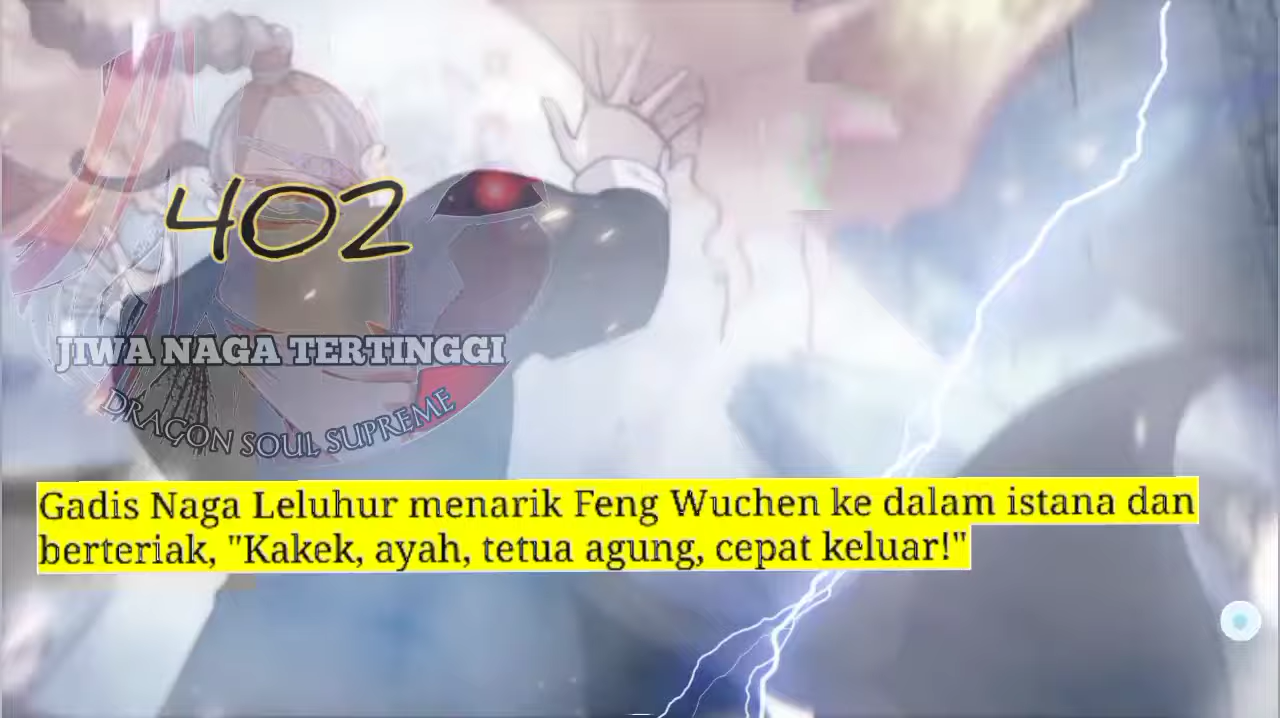 402
JIWA NAGA TERTINGGI
DRAGON SOUL SUPREME
Gadis Naga Leluhur menarik Feng Wuchen ke dalam istana dan
berteriak, "Kakek, ayah, tetua agung, cepat keluar!"